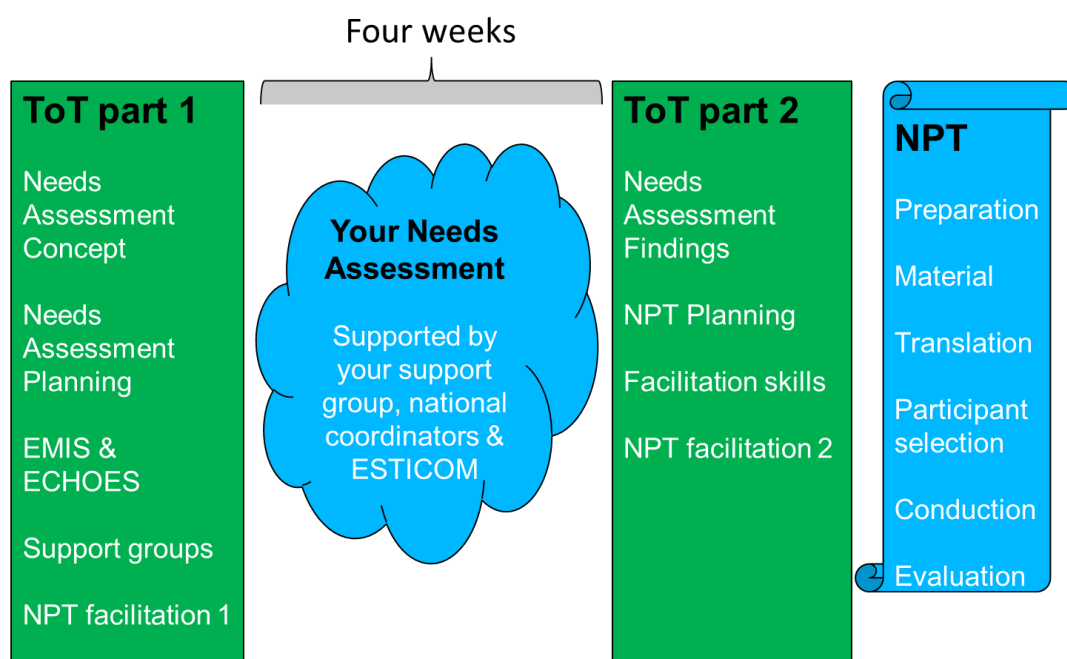 Four weeks
ToT part 1
Needs
Assessment
Concept
Needs
Assessment
Planning
EMIS &
ECHOES
Support groups
NPT facilitation 1
Your Needs
Assessment
Supported by
your support
group, national
coordinators &
ESTICOM
ToT part 2
Needs
Assessment
Findings
NPT Planning
Facilitation skills
NPT facilitation 2
NPT
Preparation
Material
Translation
Participant
selection
Conduction
Evaluation